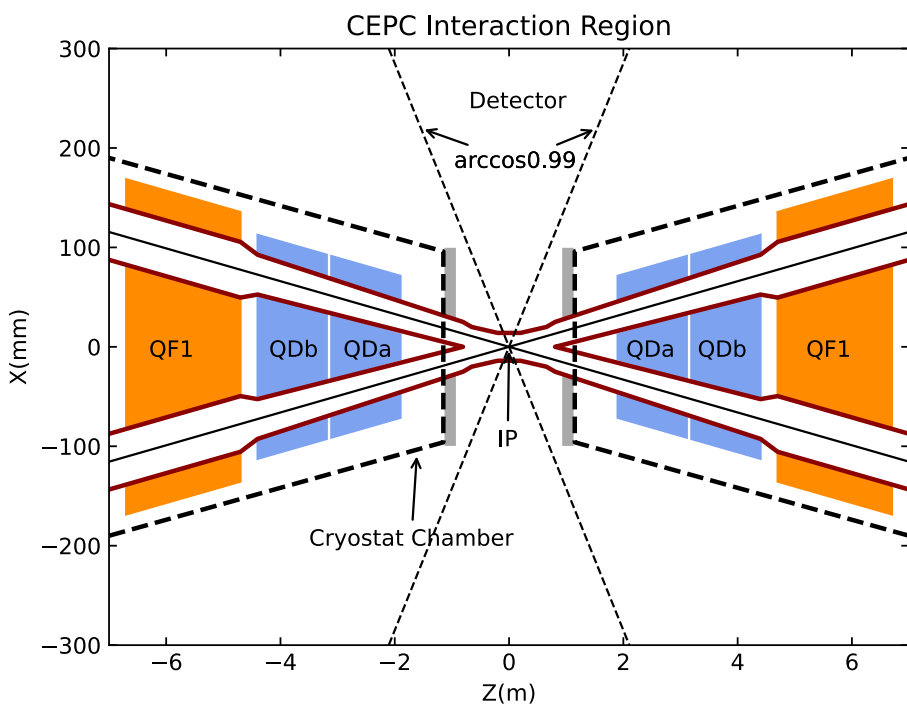 CEPC Interaction Region
300
200
100
0
−100
−200
−300
X(mm)
Detector
arccos0.99
QF1
QDb
QDa
QDa
QDb
QF1
IP
Cryostat Chamber
−6
−4
−2
0
2
4
6
Z(m)